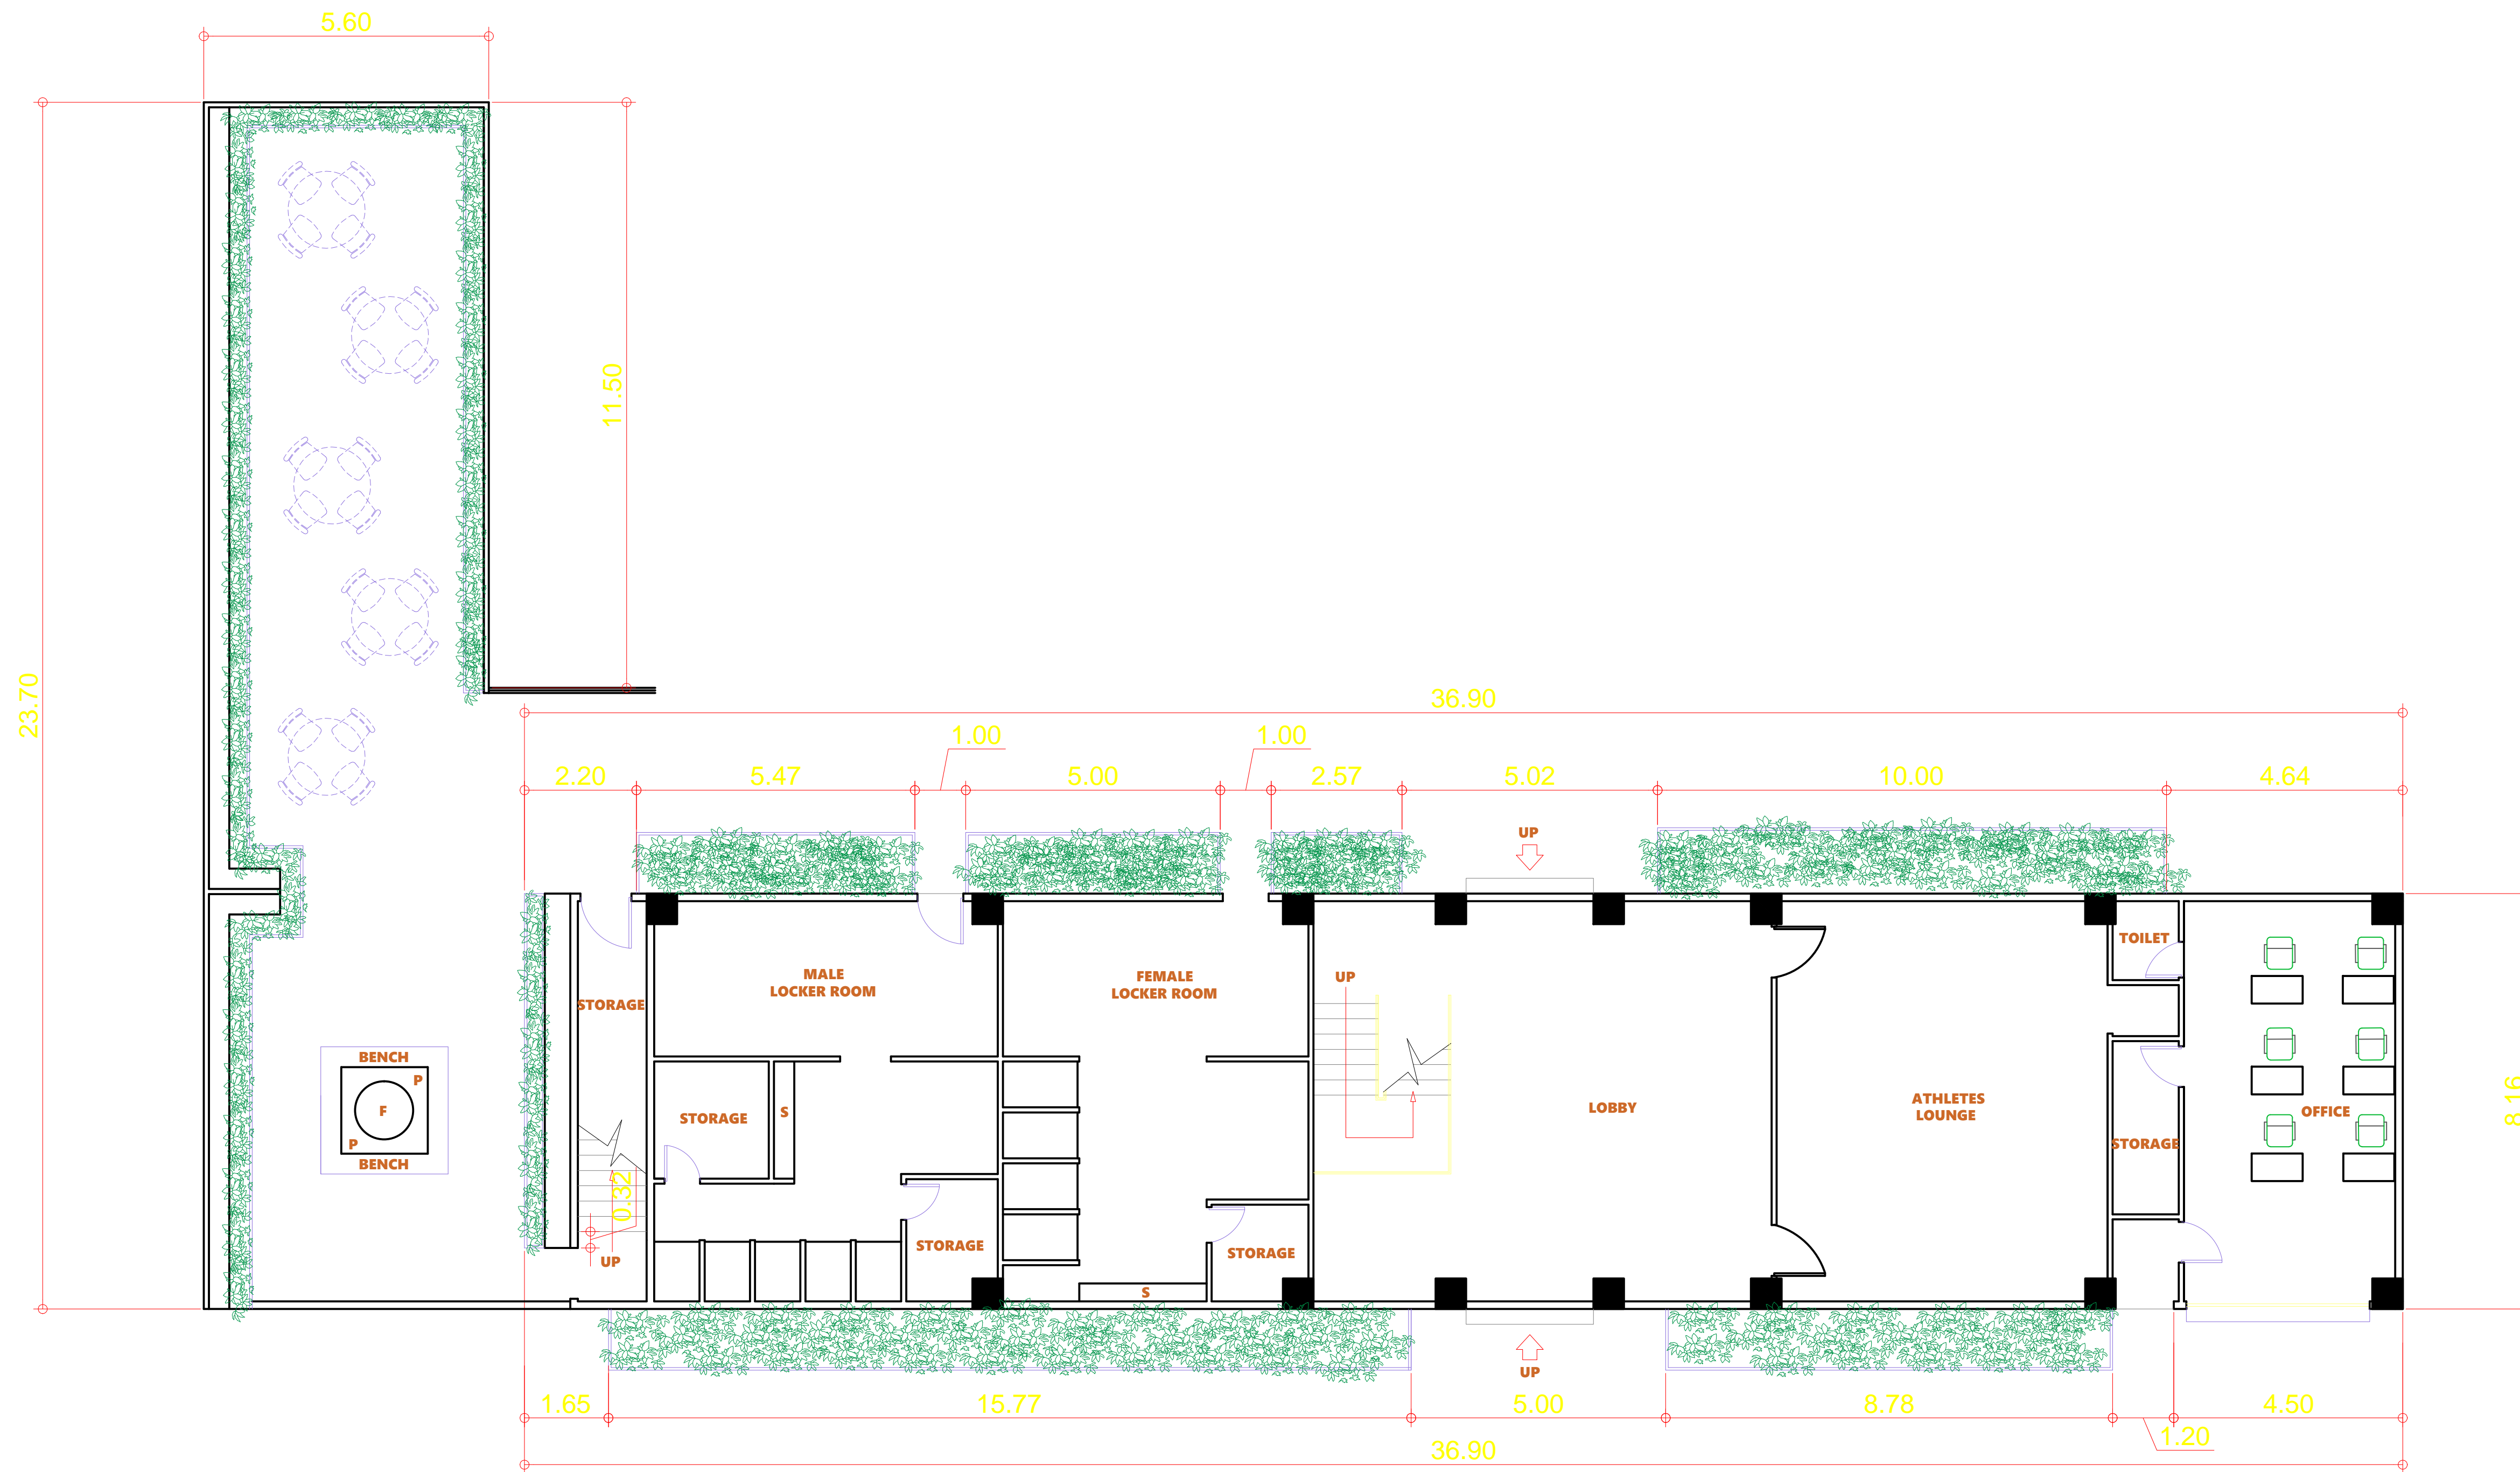 5.60
11.50
23.70
36.90
1.00
1.00
2.20
5.47
5.00
2.57
5.02
10.00
4.64
UP
TOILET
MALE
LOCKER ROOM
FEMALE
LOCKER ROOM
UP
STORAGE
BENCH
P
F
P
BENCH
STORAGE
S
LOBBY
ATHLETES
LOUNGE
OFFICE
STORAGE
8.16
0.32
UP
STORAGE
STORAGE
S
UP
1.65
15.77
5.00
8.78
4.50
1.20
36.90